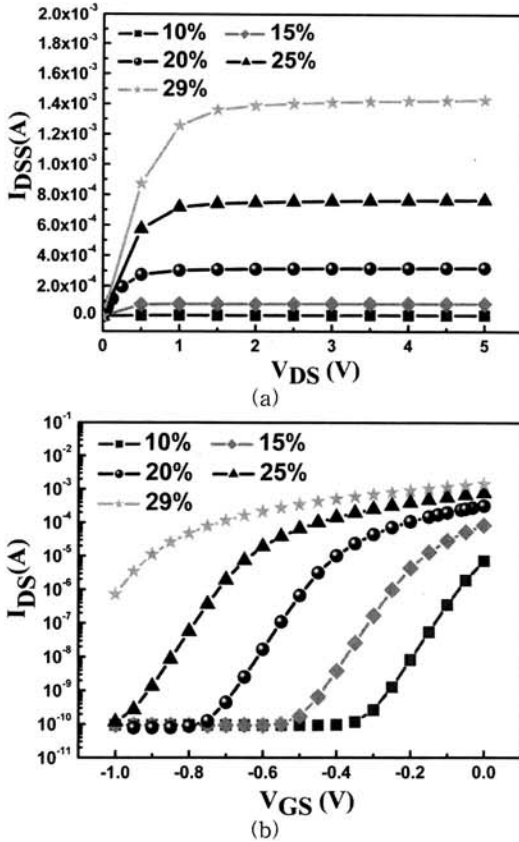 10% 15%
20% 25%
29%
2.0x10⁻³
1.8x10⁻³
1.6x10⁻³
1.4x10⁻³
1.2x10⁻³
1.0x10⁻³
8.0x10⁻⁴
6.0x10⁻⁴
4.0x10⁻⁴
2.0x10⁻⁴
0.0
I_DSS(A)
0 1 2 3 4 5
V_DS (V)
(a)
10% 15%
20% 25%
29%
10⁻¹
10⁻²
10⁻³
10⁻⁴
10⁻⁵
10⁻⁶
10⁻⁷
10⁻⁸
10⁻⁹
10⁻¹⁰
10⁻¹¹
I_DS(A)
-1.0 -0.8 -0.6 -0.4 -0.2 0.0
V_GS (V)
(b)